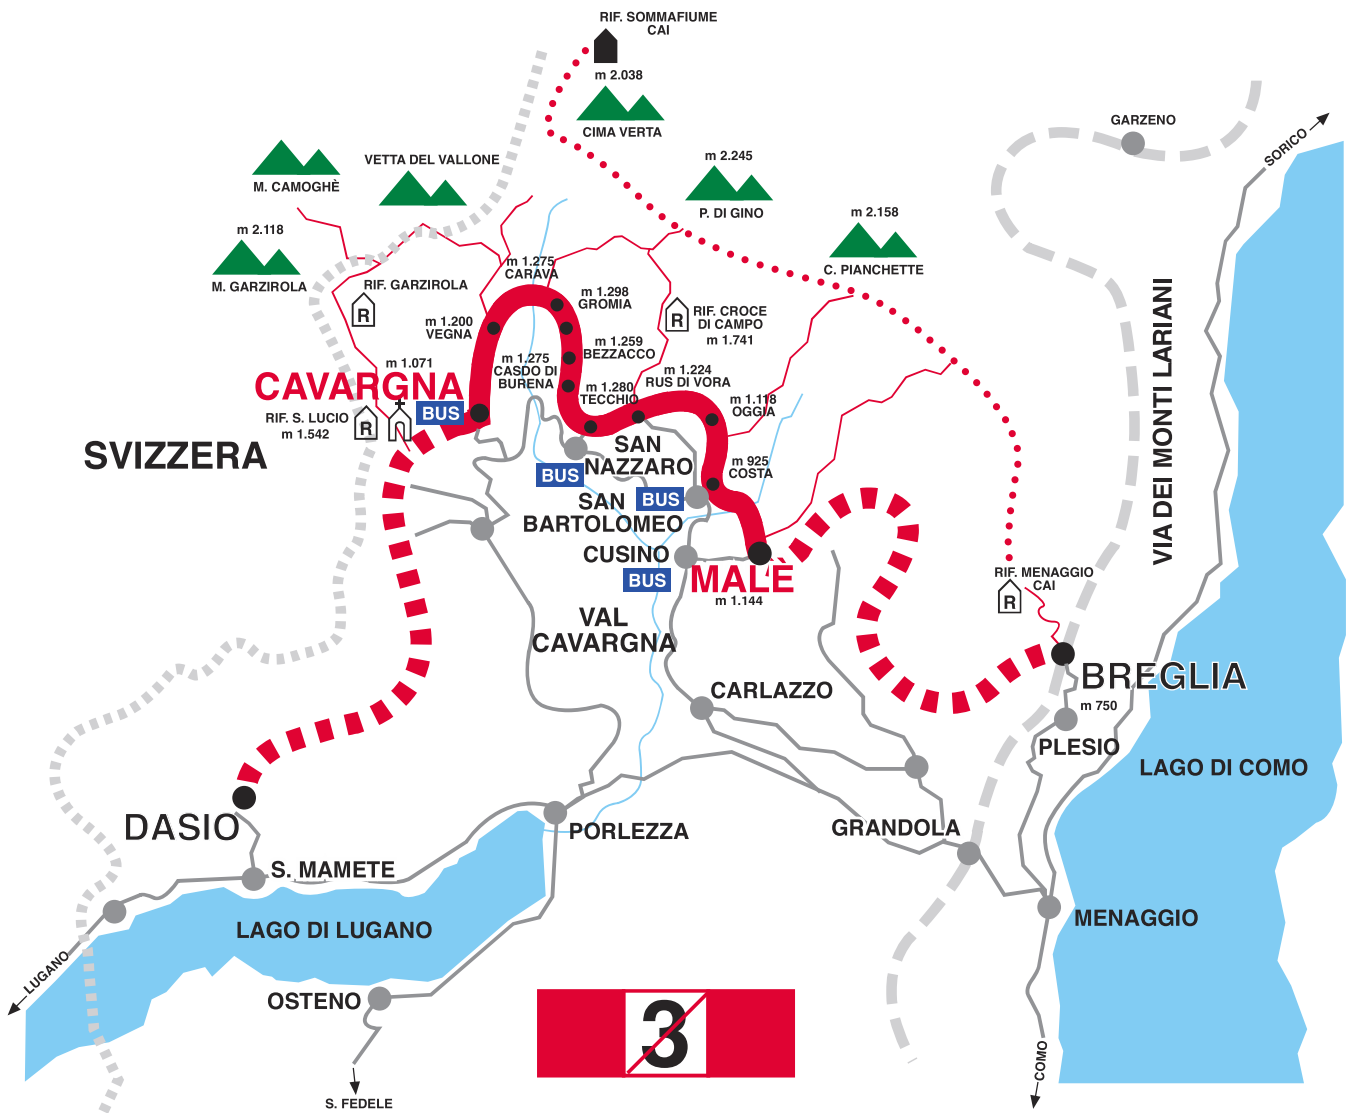 RIF. SOMMAFIUME
CAI
m 2.038
CIMA VERTA
GARZENO
SORICO
VETTA DEL VALLONE
M. CAMOGHÈ
m 2.245
P. DI GINO
m 2.118
M. GARZIROLA
m 2.158
C. PIANCHETTE
m 1.275
CARAVA
RIF. GARZIROLA
R
m 1.298
GROMIA
m 1.200
VEGNA
RIF. CROCE
DI CAMPO
m 1.741
R
m 1.259
BEZZACCO
m 1.071
CAVARGNA
m 1.275
CASDO DI
BURENA
m 1.224
RUS DI VORA
m 1.280
TECCHIO
m 1.118
OGGIA
BUS
RIF. S. LUCIO
m 1.542
R
SVIZZERA
SAN
NAZZARO
BUS
m 925
COSTA
SAN
BARTOLOMEO
BUS
CUSINO
BUS
MALÈ
m 1.144
VIA DEI MONTI LARIANI
RIF. MENAGGIO
CAI
R
VAL
CAVARGNA
BREGLIA
m 750
CARLAZZO
PLESIO
LAGO DI COMO
DASIO
PORLEZZA
GRANDOLA
S. MAMETE
LAGO DI LUGANO
MENAGGIO
LUGANO
OSTENO
3
COMO
S. FEDELE